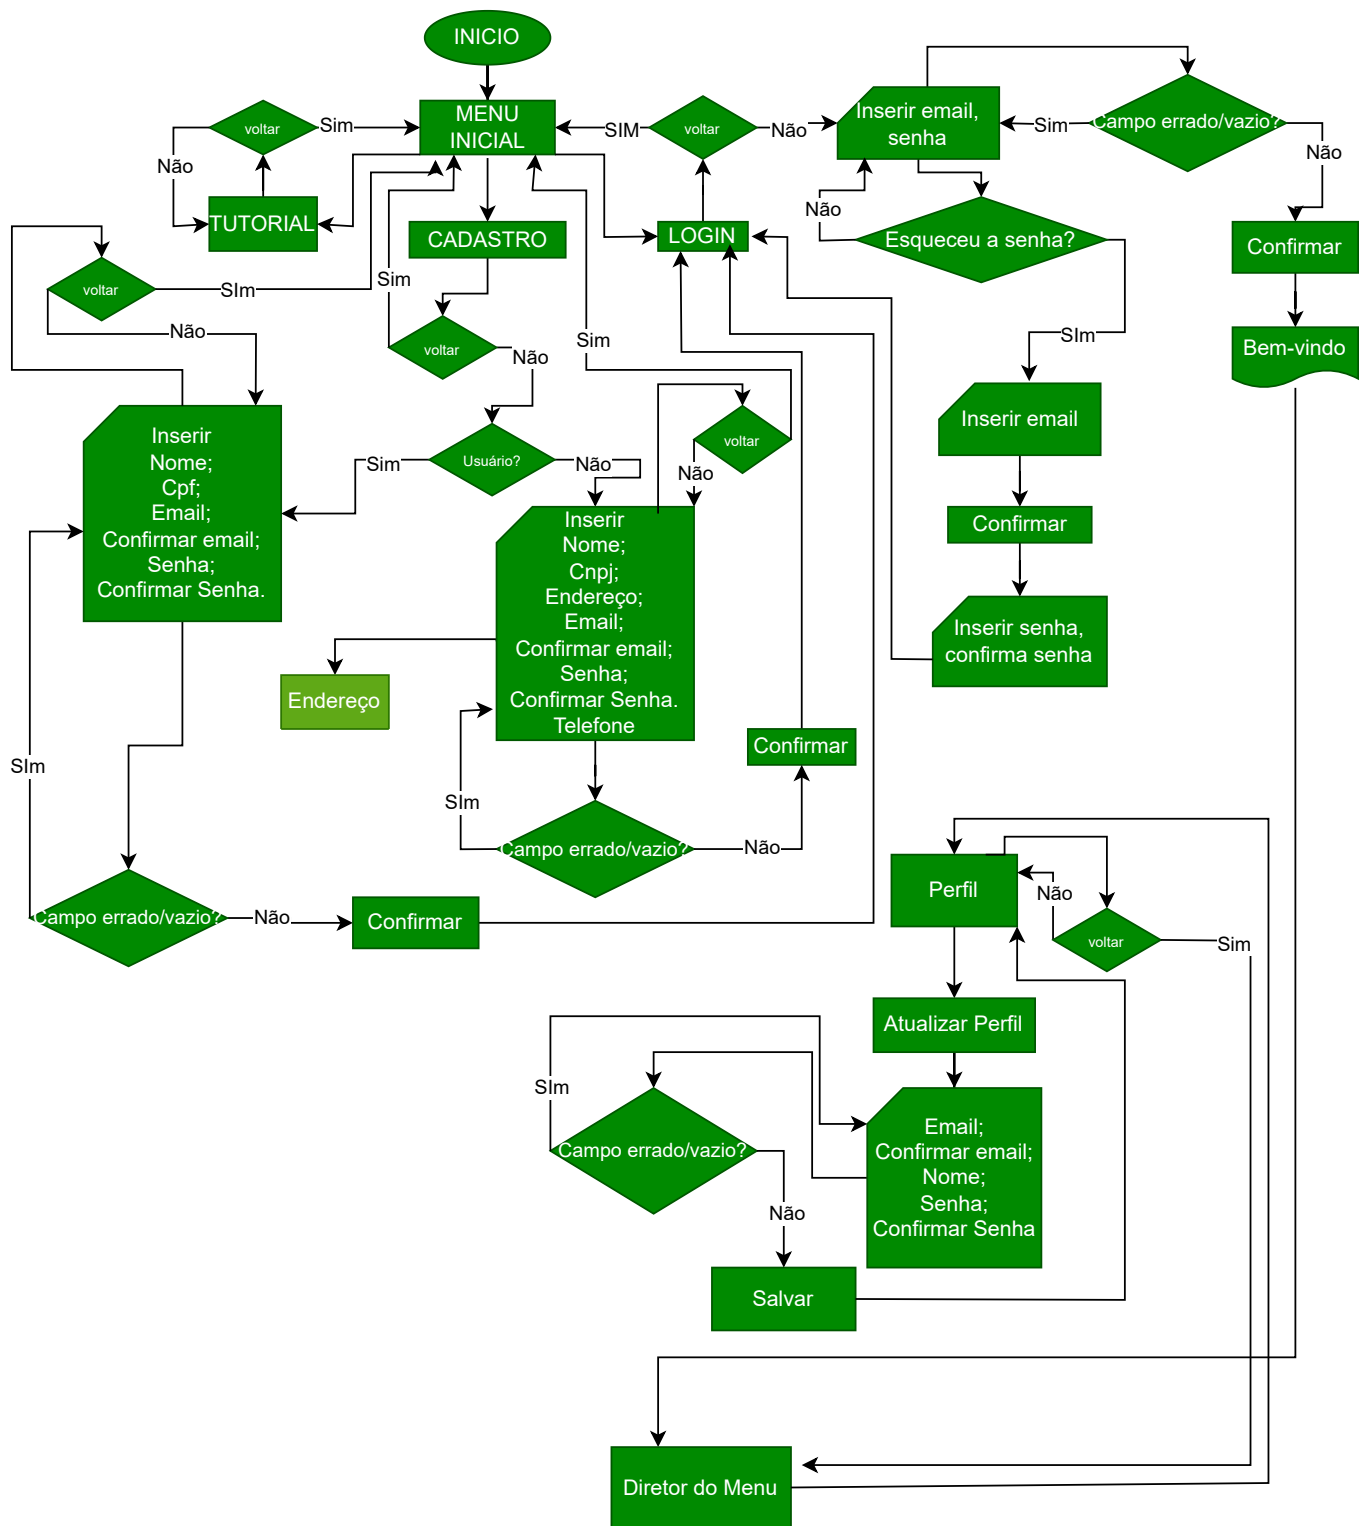 INICIO
MENU
INICIAL
voltar
Sim
Não
TUTORIAL
SIM
voltar
Não
Inserir email,
senha
Sim
Campo errado/vazio?
Não
CADASTRO
LOGIN
Não
Esqueceu a senha?
Confirmar
voltar
SIm
Não
Sim
voltar
Não
Sim
SIm
Bem-vindo
Inserir
Nome;
Cpf;
Email;
Confirmar email;
Senha;
Confirmar Senha.
Sim
Usuário?
Não
voltar
Não
Inserir email
Confirmar
Inserir
Nome;
Cnpj;
Endereço;
Email;
Confirmar email;
Senha;
Confirmar Senha.
Telefone
Inserir senha,
confirma senha
Endereço
Confirmar
SIm
SIm
Campo errado/vazio?
Não
Campo errado/vazio?
Não
Confirmar
Perfil
Não
voltar
Sim
Atualizar Perfil
SIm
Campo errado/vazio?
Não
Email;
Confirmar email;
Nome;
Senha;
Confirmar Senha
Salvar
Diretor do Menu